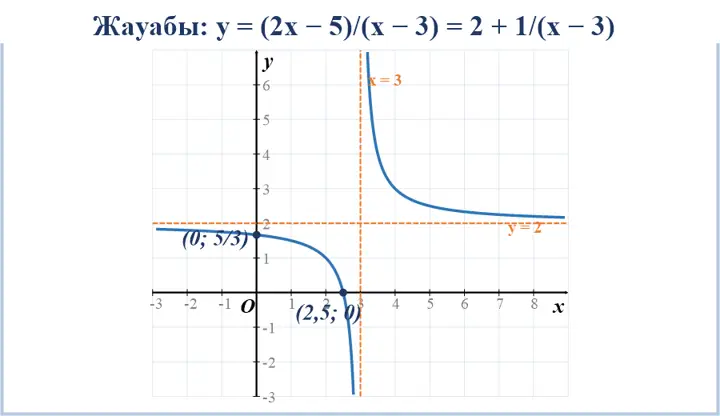 Жауабы: y = (2x − 5)/(x − 3) = 2 + 1/(x − 3)
y
6
x = 3
5
4
3
2
y = 2
(0; 5/3)
1
-3 -2 -1 O 1 2 3 4 5 6 7 8 x
(2,5; 0)
-1
-2
-3